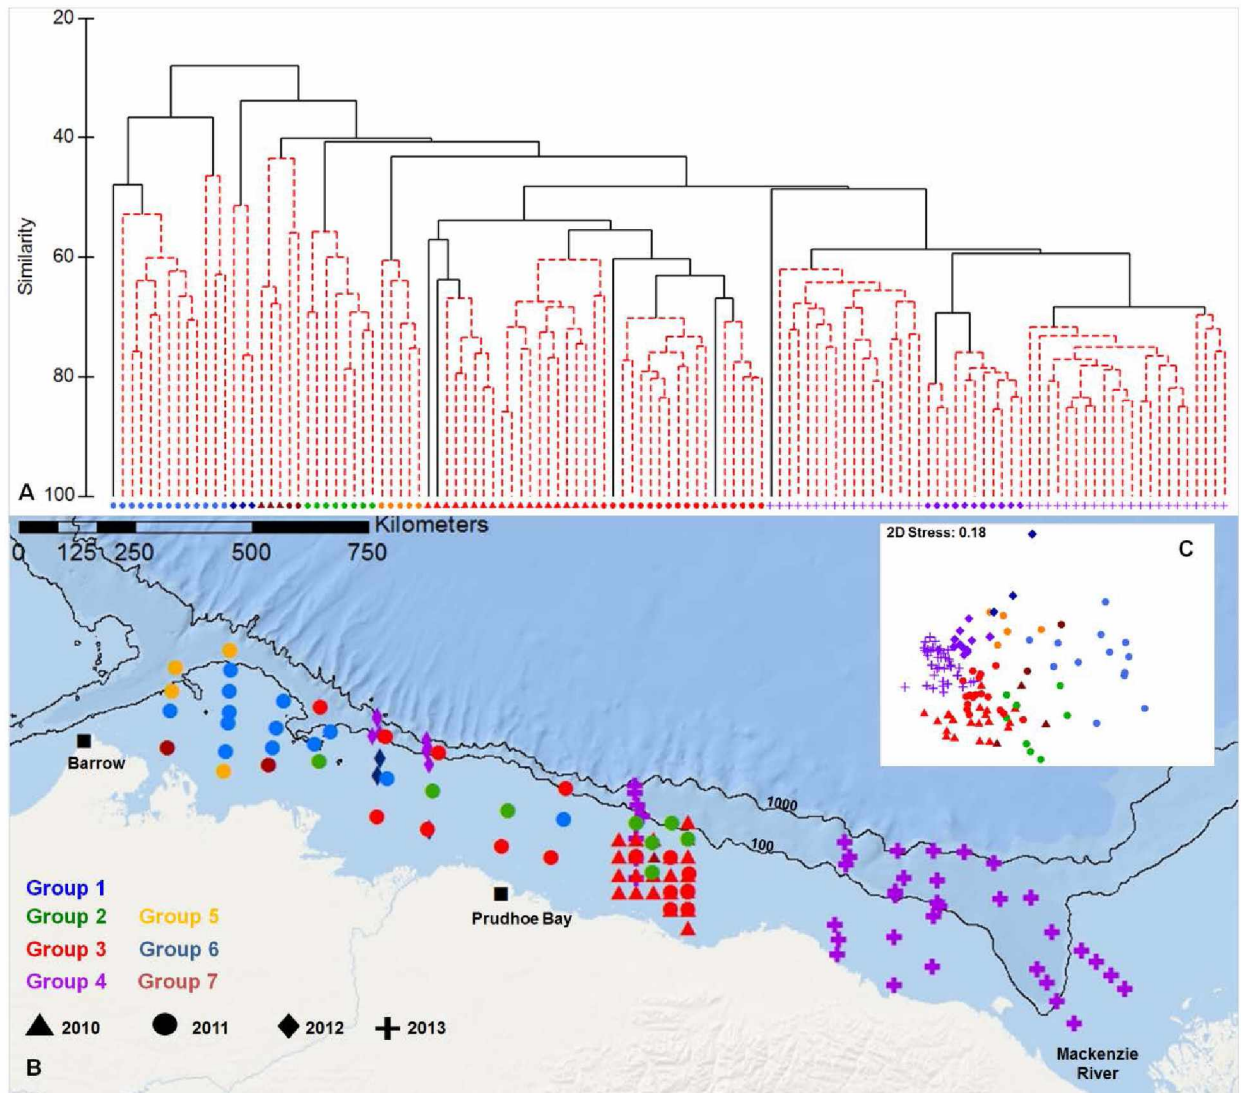 20
40
60
80
100
Similarity
A
Kilometers
0 125 250 500 750
2D Stress: 0.18
C
Barrow
1000
100
Prudhoe Bay
Group 1
Group 2 Group 5
Group 3 Group 6
Group 4 Group 7
2010 2011 2012 2013
Mackenzie
River
B